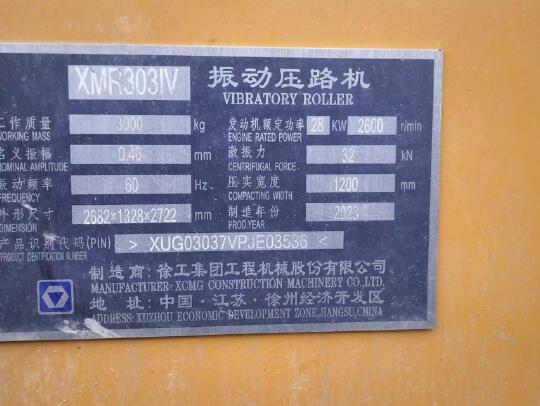 XMR303IV 振动压路机
VIBRATORY ROLLER
工作质量 3000 kg 发动机额定功率 28 KW 2600 r/min
WORKING MASS ENGINE RATED POWER
名义振幅 0.46 mm 激振力 32 kN
NOMINAL AMPLITUDE CENTRIFUGAL FORCE
振动频率 60 Hz 压实宽度 1200 mm
FREQUENCY COMPACTING WIDTH
外形尺寸 2682×1328×2722 mm 制造年份 2023
DIMENSION PROD.YEAR
产品识别代码(PIN) > XUG03037VPJE03536 <
PRODUCT IDENTIFICATION NUMBER
制造商:徐工集团工程机械股份有限公司
MANUFACTURER: XCMG CONSTRUCTION MACHINERY CO.,LTD.
地 址:中国·江苏·徐州经济开发区
ADDRESS: XUZHOU ECONOMIC DEVELOPMENT ZONE,JIANGSU,CHINA